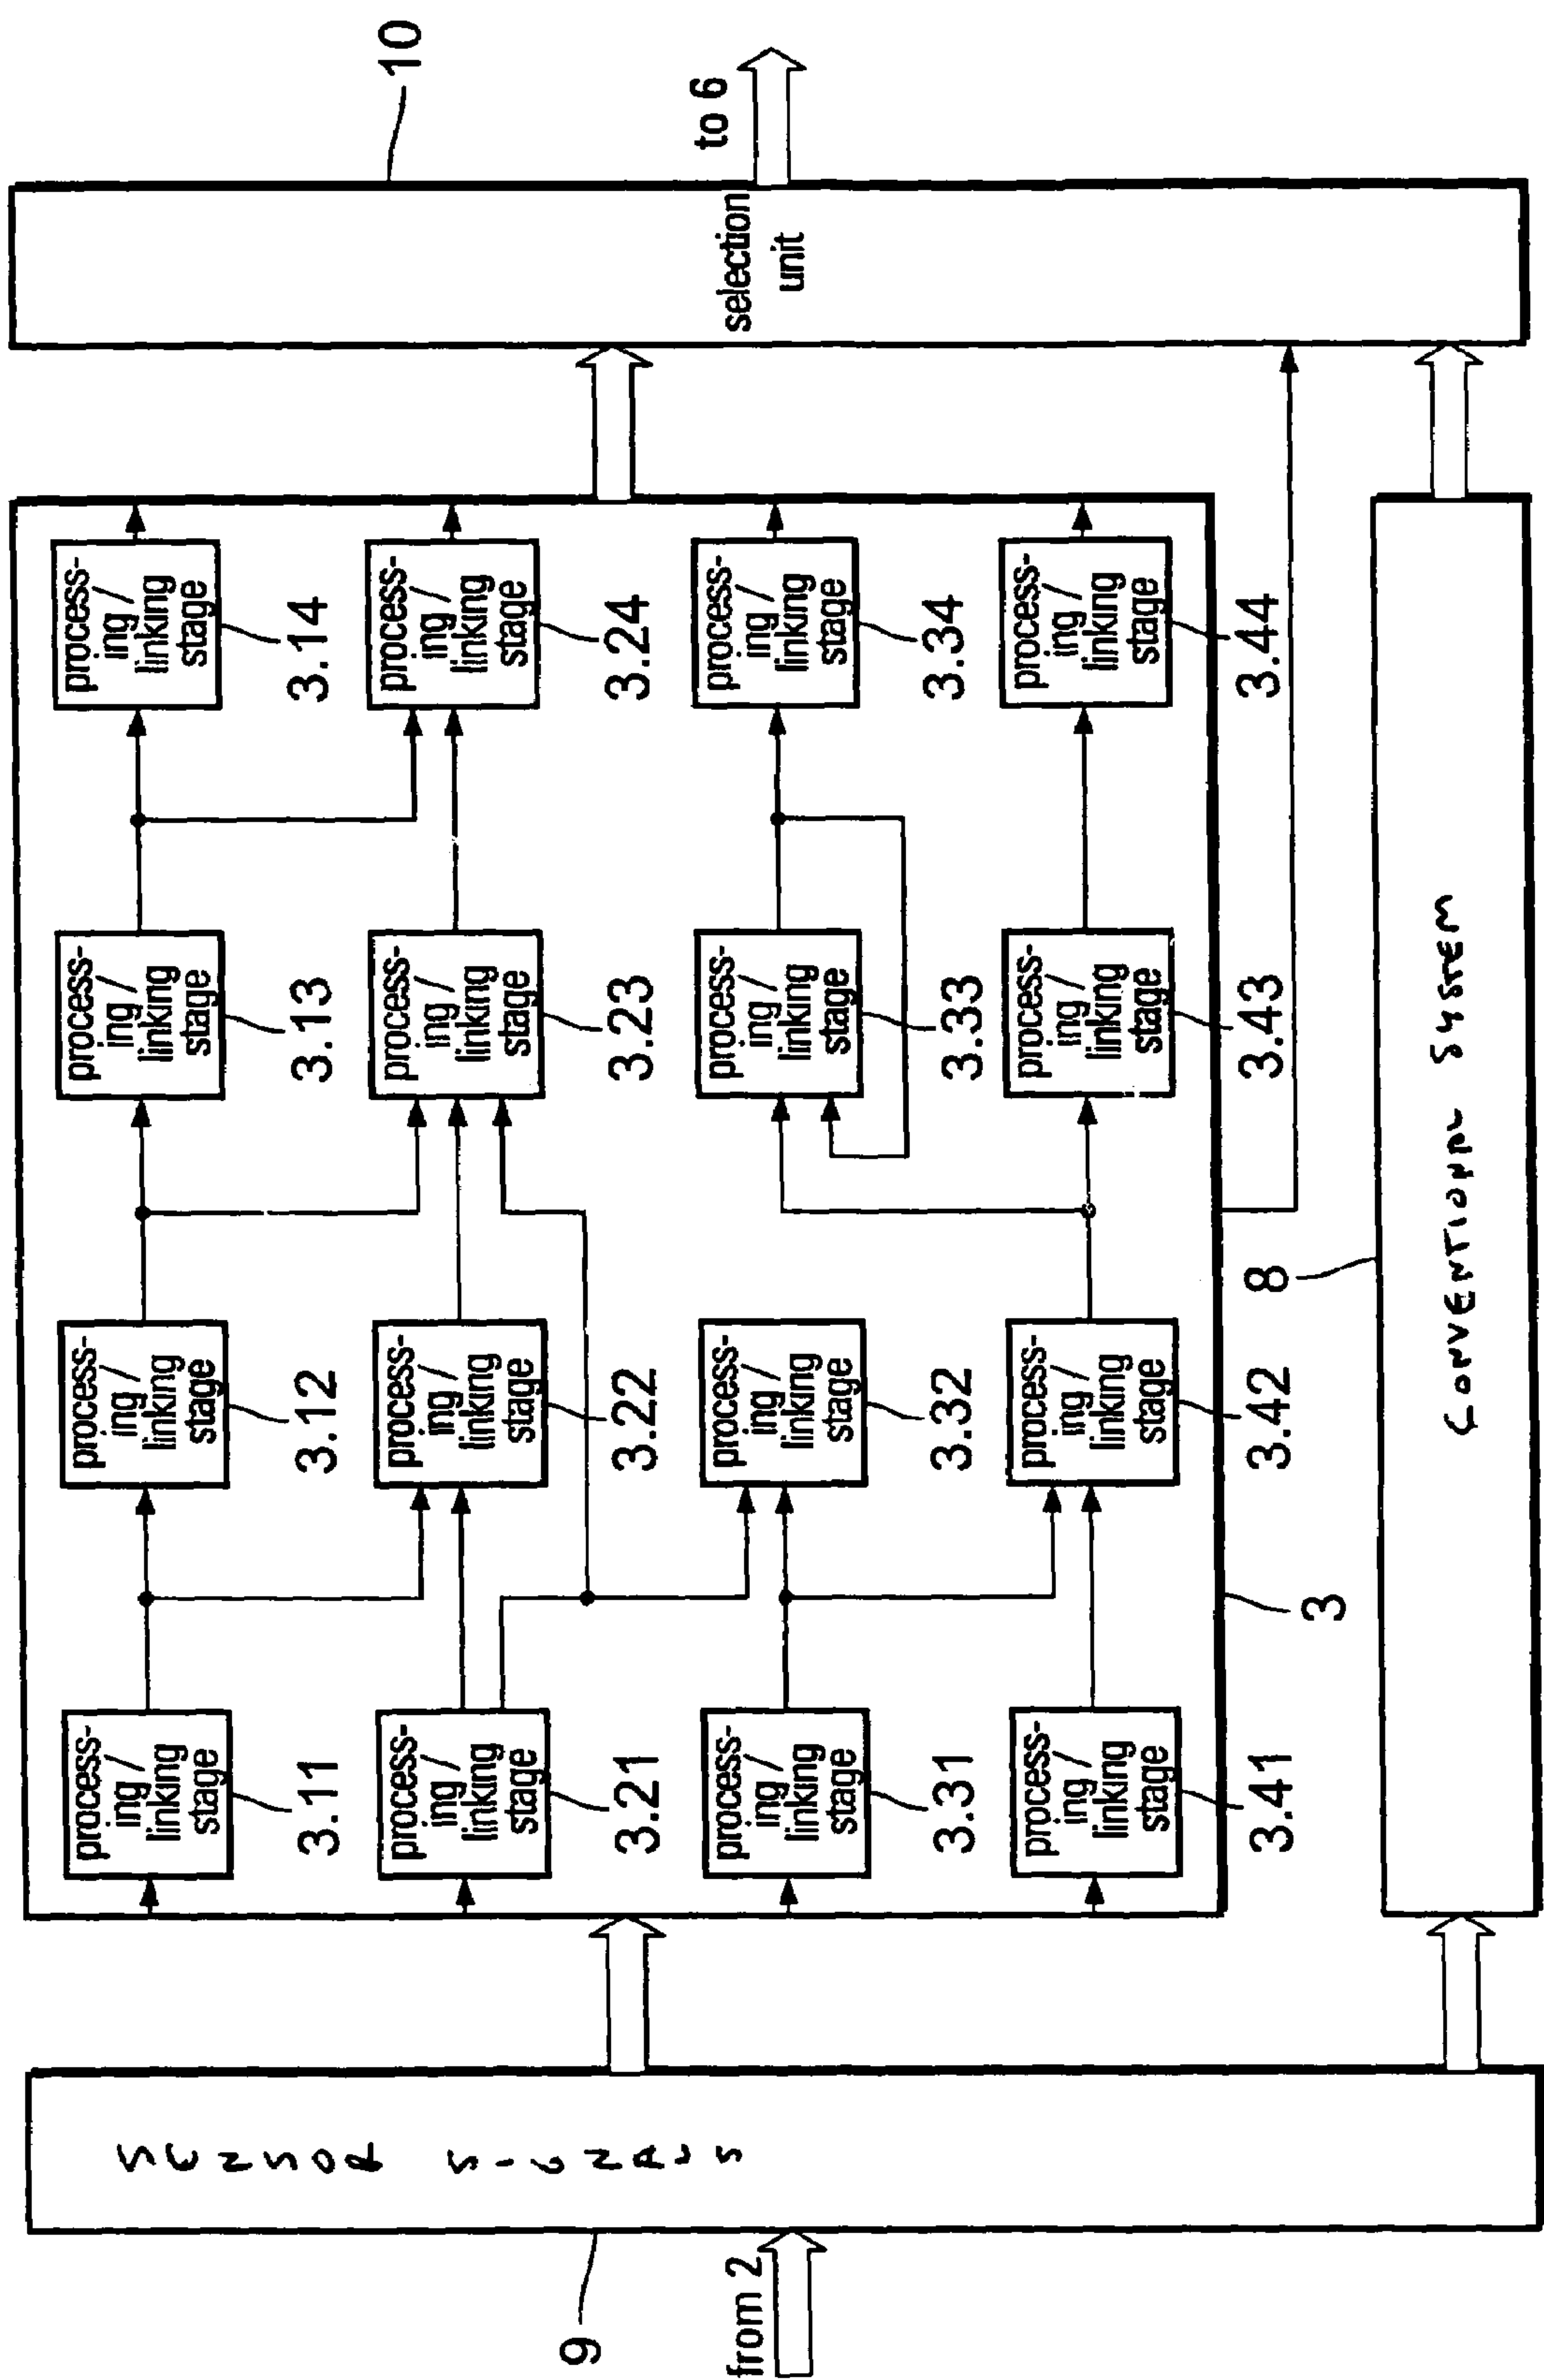 from 2
9
SENSOR SIGNALS
process-
ing/
linking
stage
3.11
process-
ing/
linking
stage
3.12
process-
ing/
linking
stage
3.13
process-
ing/
linking
stage
3.14
process-
ing/
linking
stage
3.21
process-
ing/
linking
stage
3.22
process-
ing/
linking
stage
3.23
process-
ing/
linking
stage
3.24
process-
ing/
linking
stage
3.31
process-
ing/
linking
stage
3.32
process-
ing/
linking
stage
3.33
process-
ing/
linking
stage
3.34
process-
ing/
linking
stage
3.41
process-
ing/
linking
stage
3.42
process-
ing/
linking
stage
3.43
process-
ing/
linking
stage
3.44
3
8
CONVENTIONAL SYSTEM
10
selection
unit
to 6